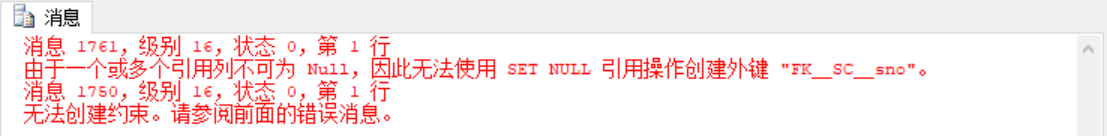 消息
消息 1761，级别 16，状态 0，第 1 行
由于一个或多个引用列不可为 Null，因此无法使用 SET NULL 引用操作创建外键 "FK__SC__sno"。
消息 1750，级别 16，状态 0，第 1 行
无法创建约束。请参阅前面的错误消息。